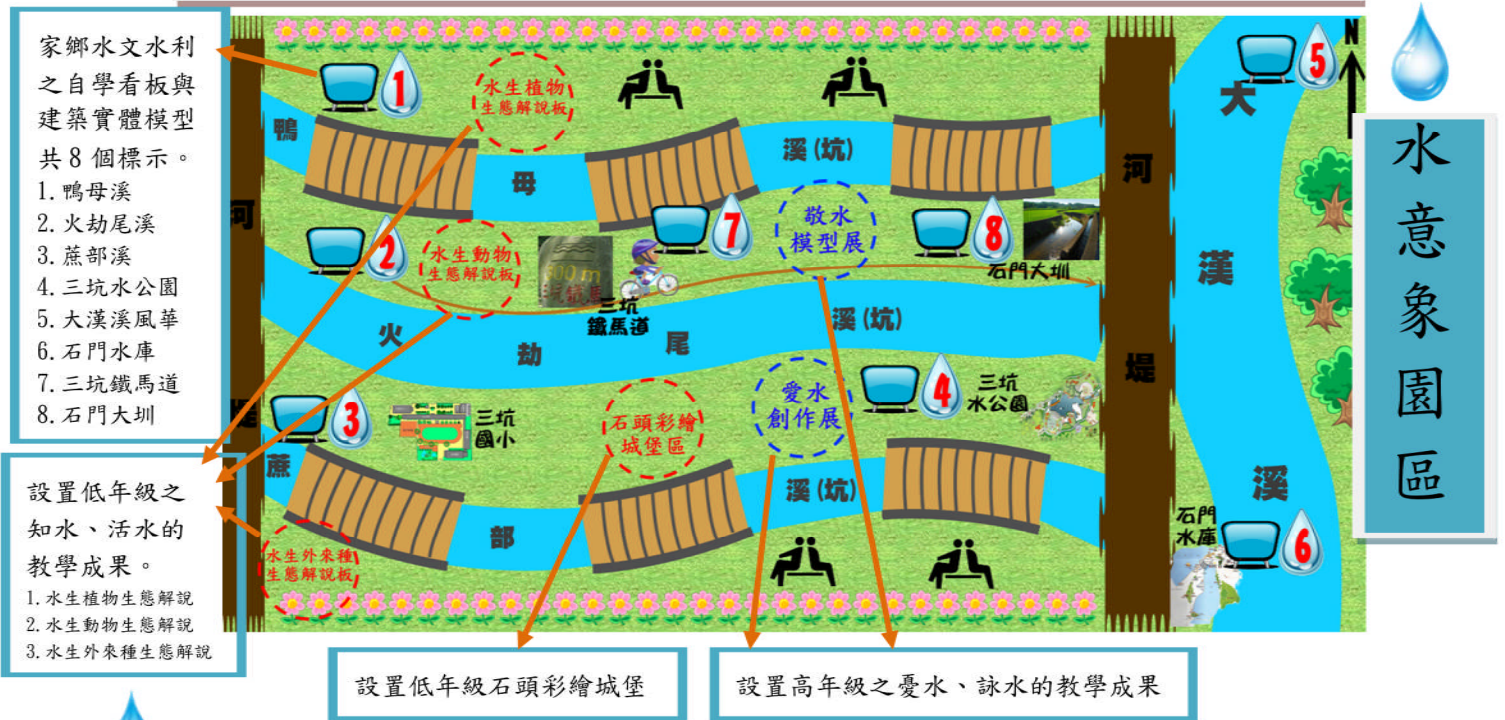 水意象園區
家鄉水文水利
之自學看板與
建築實體模型
共8個標示。
1.鴨母溪
2.火劫尾溪
3.蔗部溪
4.三坑水公園
5.大漢溪風華
6.石門水庫
7.三坑鐵馬道
8.石門大圳
設置低年級之
知水、活水的
教學成果。
1.水生植物生態解說
2.水生動物生態解說
3.水生外來種生態解說
1
水生植物
生態解說板
鴨
母
溪(坑)
河
堤
2
水生動物
生態解說板
三坑
鐵馬道
7
敬水
模型展
8
石門大圳
火
劫
尾
溪(坑)
3
三坑
國小
石頭彩繪
城堡區
愛水
創作展
4
三坑
水公園
蔗
部
溪(坑)
水生外來種
生態解說板
河
堤
N
5
大
漢
溪
石門
水庫
6
設置低年級石頭彩繪城堡
設置高年級之憂水、詠水的教學成果